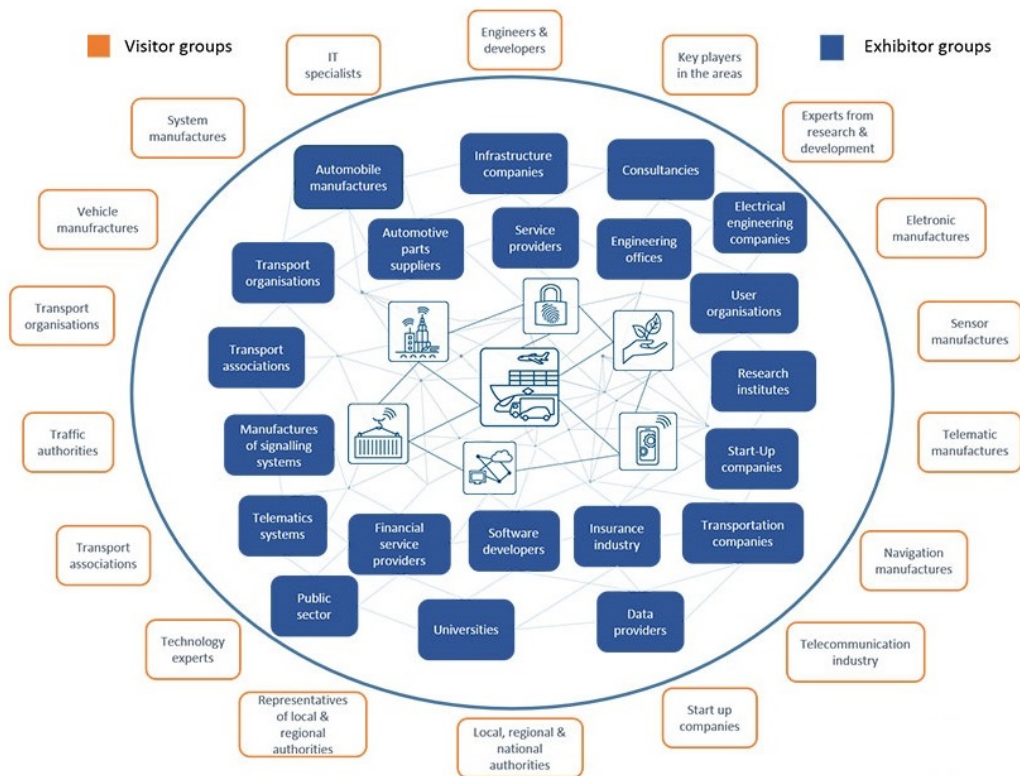 Visitor groups
Exhibitor groups
Engineers &
developers
IT
specialists
Key players
in the areas
System
manufactures
Experts from
research &
development
Vehicle
manufractures
Eletronic
manufactures
Transport
organisations
Sensor
manufactures
Traffic
authorities
Telematic
manufactures
Transport
associations
Navigation
manufactures
Technology
experts
Telecommunication
industry
Representatives
of local &
regional
authorities
Local, regional &
national
authorities
Start up
companies
Automobile
manufactures
Infrastructure
companies
Consultancies
Automotive
parts
suppliers
Service
providers
Engineering
offices
Electrical
engineering
companies
Transport
organisations
User
organisations
Transport
associations
Research
institutes
Manufactures
of signalling
systems
Start-Up
companies
Telematics
systems
Financial
service
providers
Software
developers
Insurance
industry
Transportation
companies
Public
sector
Universities
Data
providers